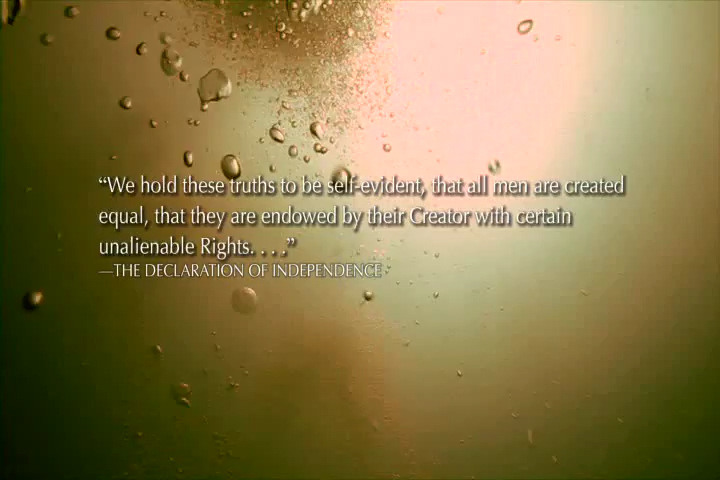 “We hold these truths to be self-evident, that all men are created
equal, that they are endowed by their Creator with certain
unalienable Rights. . . .”
—THE DECLARATION OF INDEPENDENCE